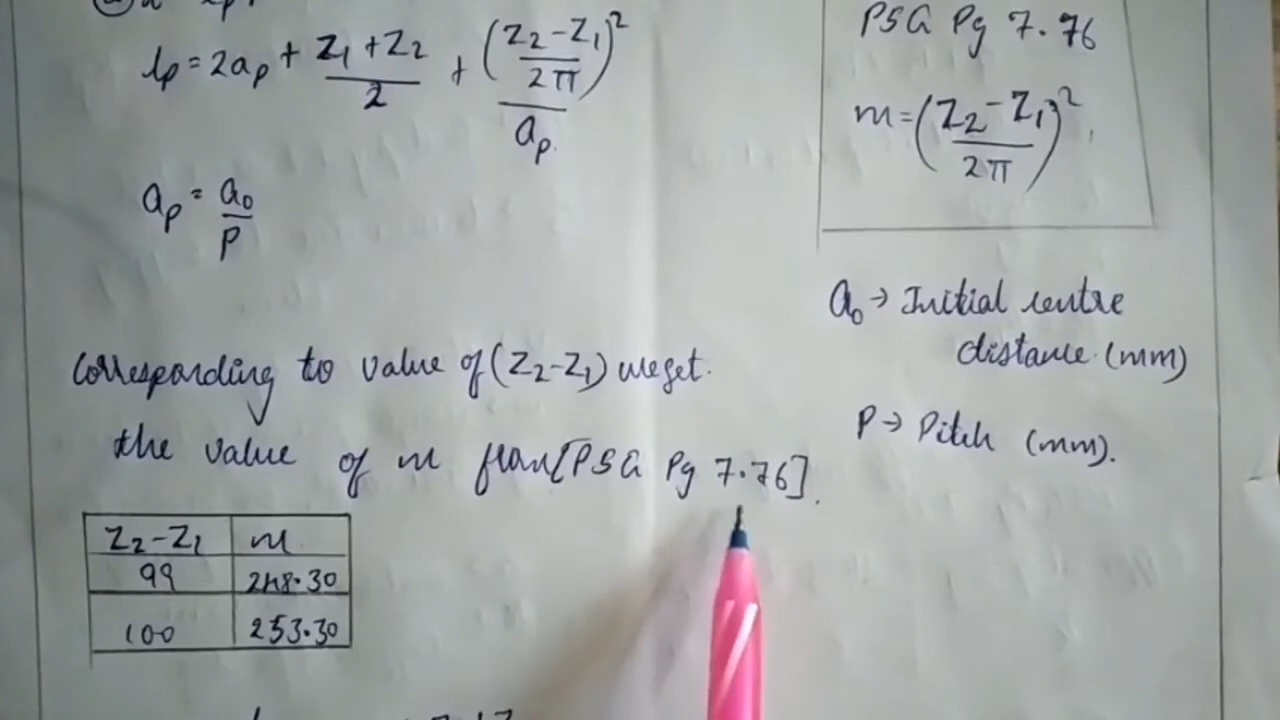 lp = 2ap + Z1 + Z2 / 2 + (Z2 - Z1 / 2π)² / ap
ap = a0 / P
PSG Pg 7.76
m = (Z2 - Z1 / 2π)²
a0 → Initial centre
distance (mm)
P → Pitch (mm).
Corresponding to value of (Z2-Z1) we get
the value of m from [PSG Pg 7.76].
Z2-Z1 m
99 248.30
100 253.30